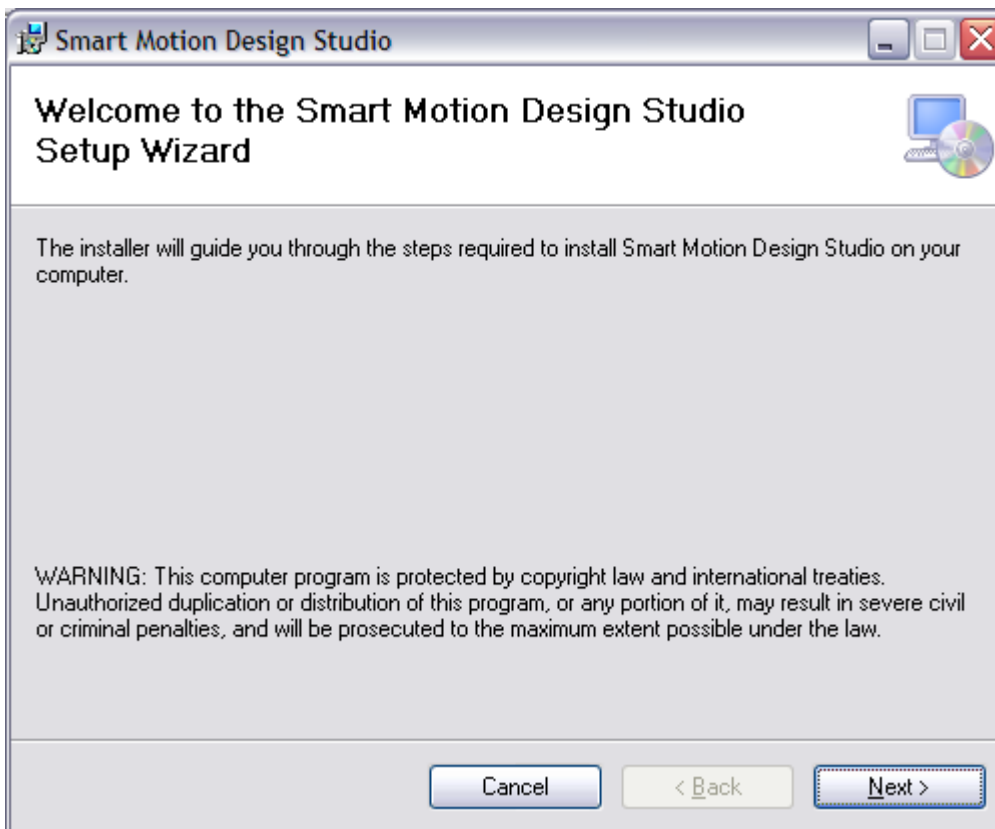 Smart Motion Design Studio
Welcome to the Smart Motion Design Studio
Setup Wizard
The installer will guide you through the steps required to install Smart Motion Design Studio on your
computer.
WARNING: This computer program is protected by copyright law and international treaties.
Unauthorized duplication or distribution of this program, or any portion of it, may result in severe civil
or criminal penalties, and will be prosecuted to the maximum extent possible under the law.
Cancel < Back Next >